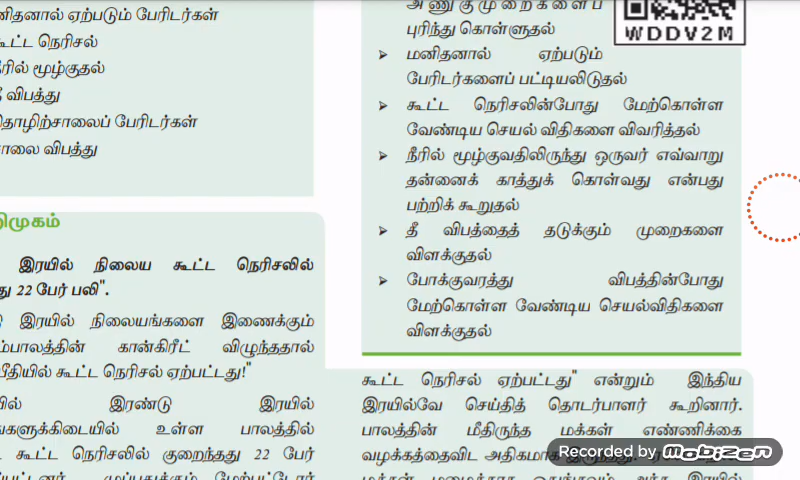 மனிதனால் ஏற்படும் பேரிடர்கள்
கூட்ட நெரிசல்
நீரில் மூழ்குதல்
தீ விபத்து
தொழிற்சாலைப் பேரிடர்கள்
சாலை விபத்து
அறிமுகம்
இரயில் நிலைய கூட்ட நெரிசலில்
22 பேர் பலி".
இரயில் நிலையங்களை இணைக்கும்
கான்கிரீட் விழுந்ததால்
கூட்ட நெரிசல் ஏற்பட்டது!"
இரண்டு இரயில்
உள்ள பாலத்தில்
கூட்ட நெரிசலில் குறைந்தது 22 பேர்
முப்பதுக்கும் மேற்பட்டோர்
அணுகுமுறைகளைப்
புரிந்து கொள்ளுதல்
WDDV2M
➤ மனிதனால் ஏற்படும்
பேரிடர்களைப் பட்டியலிடுதல்
➤ கூட்ட நெரிசலின்போது மேற்கொள்ள
வேண்டிய செயல் விதிகளை விவரித்தல்
➤ நீரில் மூழ்குவதிலிருந்து ஒருவர் எவ்வாறு
தன்னைக் காத்துக் கொள்வது என்பது
பற்றிக் கூறுதல்
➤ தீ விபத்தைத் தடுக்கும் முறைகளை
விளக்குதல்
➤ போக்குவரத்து விபத்தின்போது
மேற்கொள்ள வேண்டிய செயல்விதிகளை
விளக்குதல்
கூட்ட நெரிசல் ஏற்பட்டது" என்றும் இந்திய
இரயில்வே செய்தித் தொடர்பாளர் கூறினார்.
பாலத்தின் மீதிருந்த மக்கள் எண்ணிக்கை
வழக்கத்தைவிட அதிகமாக இருந்தது.
Recorded by Mobizen